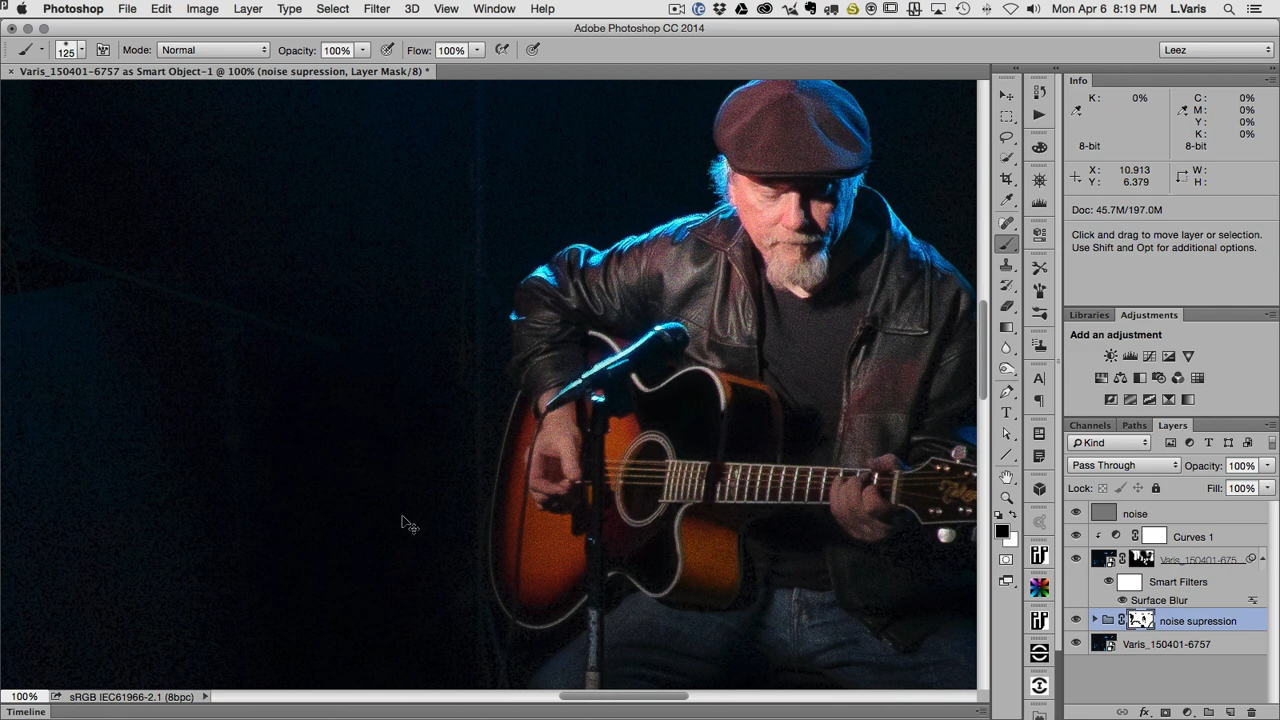 Photoshop File Edit Image Layer Type Select Filter 3D View Window Help Mon Apr 6 8:19 PM L.Varis
Adobe Photoshop CC 2014
125 Mode: Normal Opacity: 100% Flow: 100% Leez
× Varis_150401-6757 as Smart Object-1 @ 100% (noise supression, Layer Mask/8) *
Info
K: 0% C: 0%
M: 0%
Y: 0%
K: 0%
8-bit 8-bit
X: 10.913 W:
Y: 6.379 H:
Doc: 45.7M/197.0M
Click and drag to move layer or selection.
Use Shift and Opt for additional options.
Libraries Adjustments
Add an adjustment
Channels Paths Layers
Kind
Pass Through Opacity: 100%
Lock: Fill: 100%
noise
Curves 1
Varis_150401-675...
Smart Filters
Surface Blur
noise supression
Varis_150401-6757
100% sRGB IEC61966-2.1 (8bpc)
Timeline